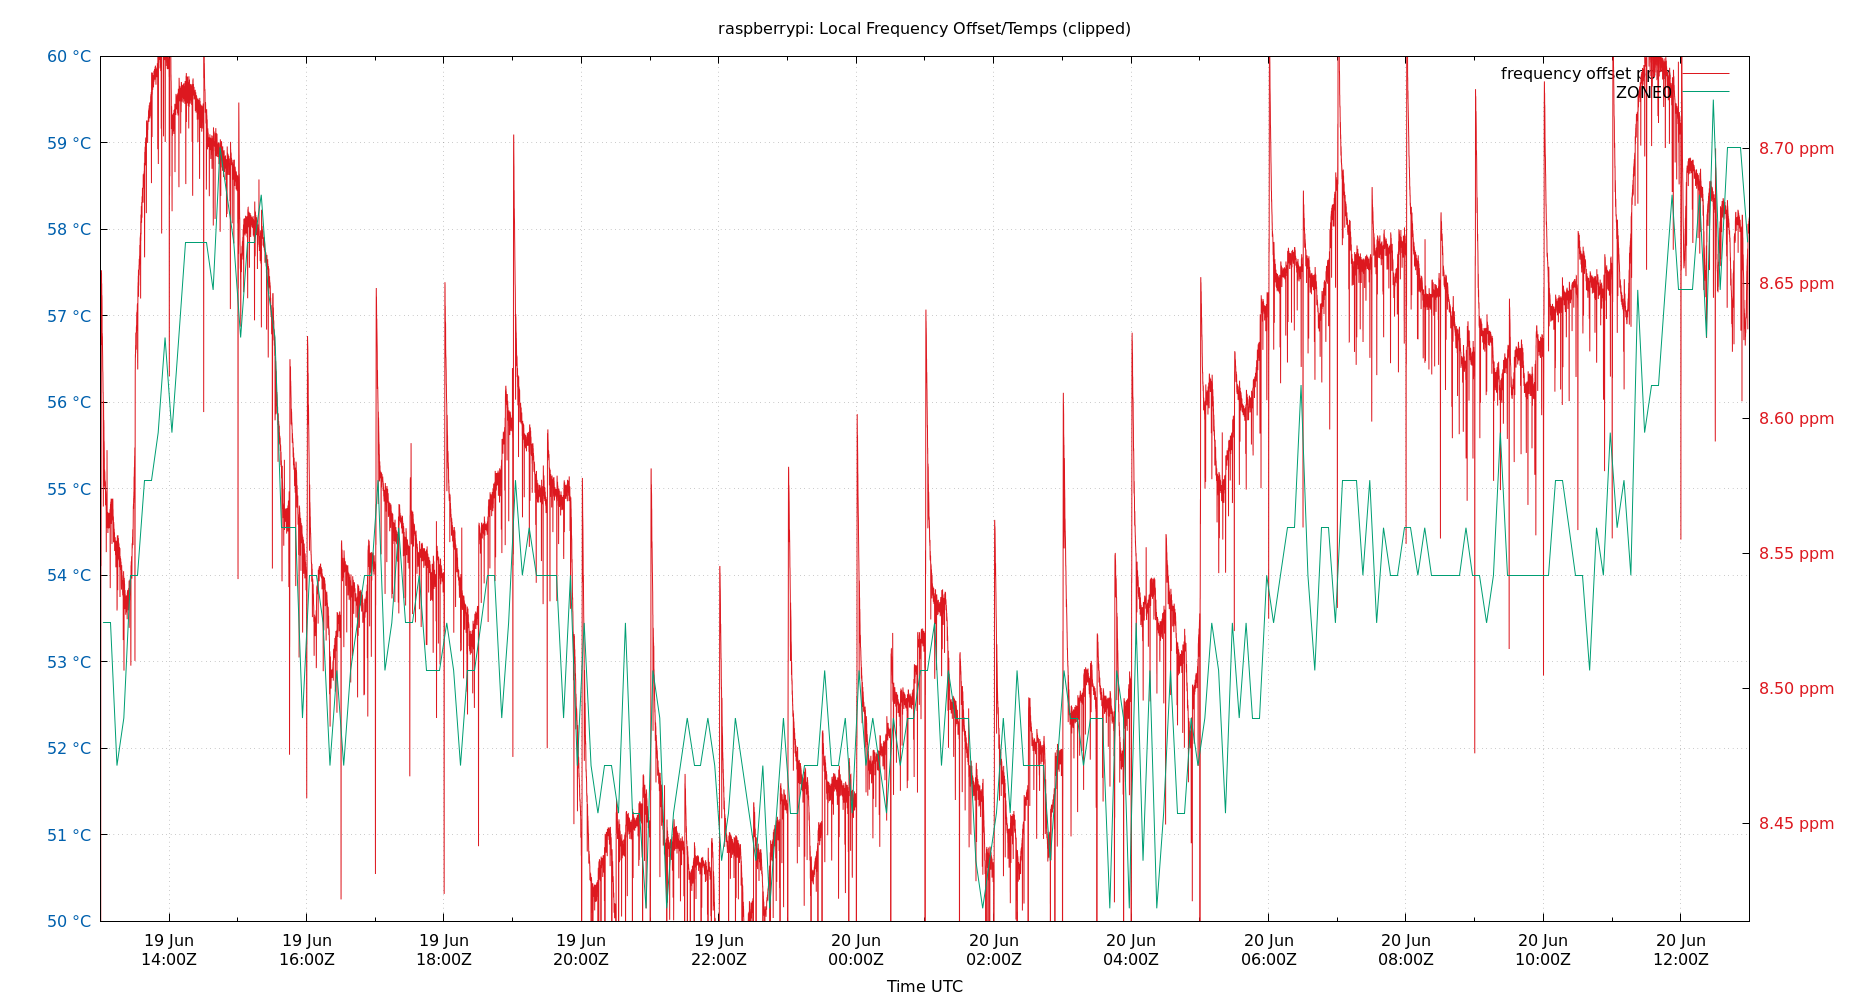 raspberrypi: Local Frequency Offset/Temps (clipped)
60 °C
59 °C
58 °C
57 °C
56 °C
55 °C
54 °C
53 °C
52 °C
51 °C
50 °C
frequency offset ppm
ZONE0
8.70 ppm
8.65 ppm
8.60 ppm
8.55 ppm
8.50 ppm
8.45 ppm
19 Jun
14:00Z
19 Jun
16:00Z
19 Jun
18:00Z
19 Jun
20:00Z
19 Jun
22:00Z
20 Jun
00:00Z
20 Jun
02:00Z
20 Jun
04:00Z
20 Jun
06:00Z
20 Jun
08:00Z
20 Jun
10:00Z
20 Jun
12:00Z
Time UTC